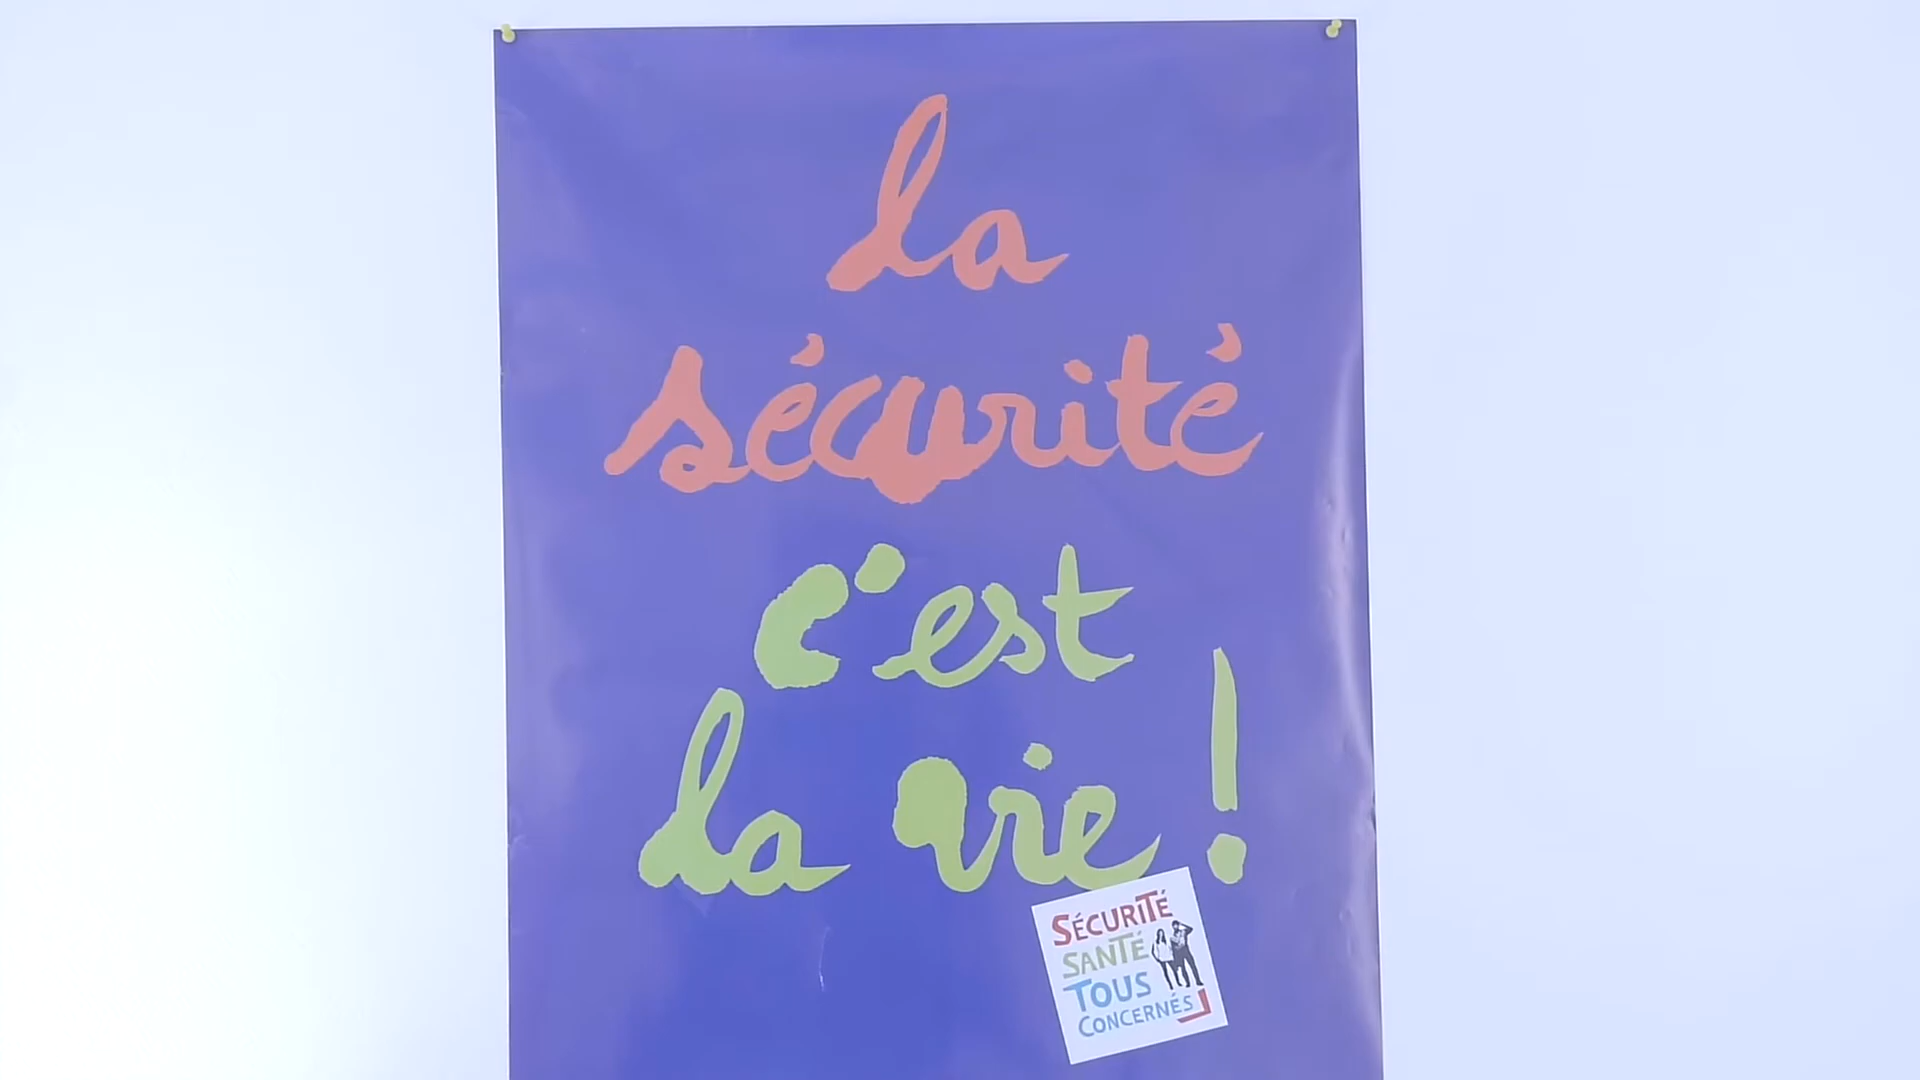 la
sécurité
c'est
la vie !
SÉCURITÉ
SANTÉ
TOUS
CONCERNÉS